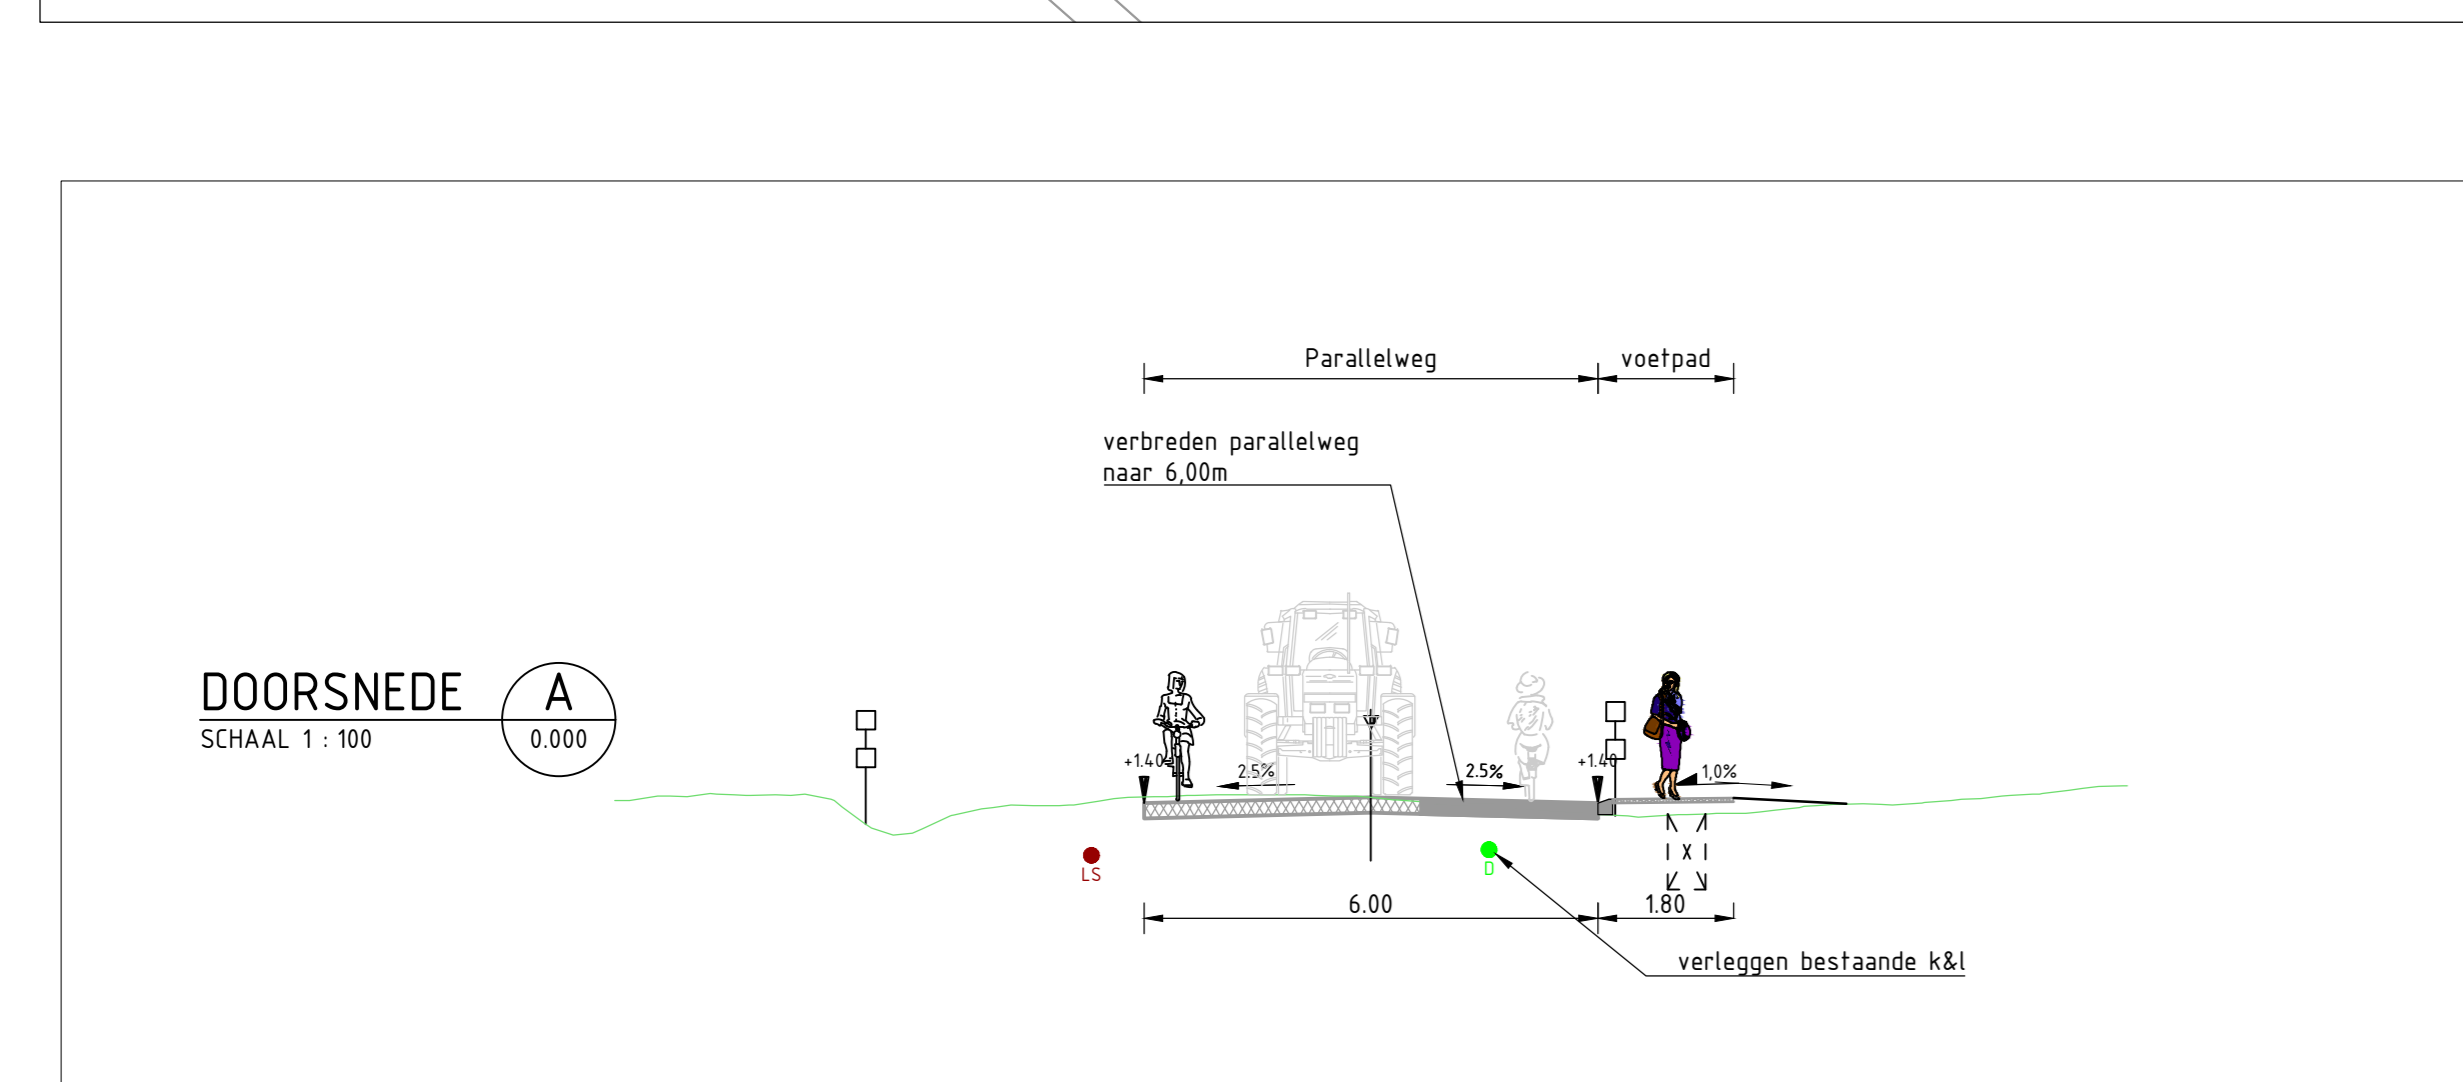 Parallelweg
voetpad
verbreden parallelweg
naar 6,00m
DOORSNEDE
A
SCHAAL 1 : 100
0.000
+1.40
2.5%
2.5%
+1.40
1,0%
LS
D
X
6.00
1.80
verleggen bestaande k&l